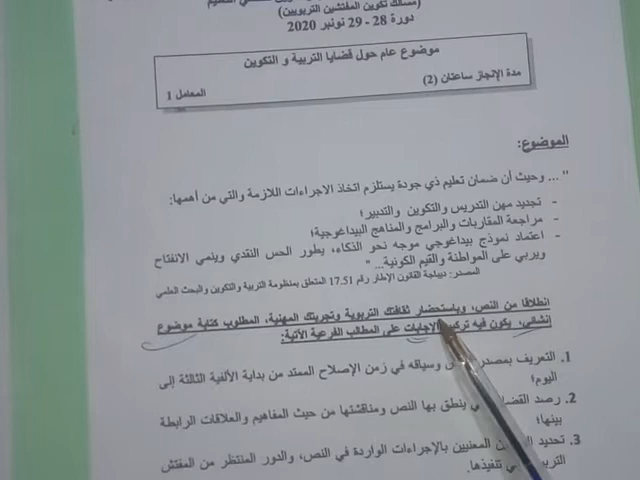 (مسالك تكوين المفتشين التربويين)
دورة 28 - 29 نونبر 2020
موضوع عام حول قضايا التربية و التكوين
مدة الإنجاز ساعتان (2)
المعامل 1
الموضوع:
" ... وحيث أن ضمان تعليم ذي جودة يستلزم اتخاذ الاجراءات اللازمة والتي من أهمها:
- تجديد مهن التدريس والتكوين والتدبير؛
- مراجعة المقاربات والبرامج والمناهج البيداغوجية؛
- اعتماد نموذج بيداغوجي موجه نحو الذكاء، يطور الحس النقدي وينمي الانفتاح
ويربي على المواطنة والقيم الكونية... "
المصدر: ديباجة القانون الإطار رقم 17.51 المتعلق بمنظومة التربية والتكوين والبحث العلمي
انطلاقا من النص، وباستحضار ثقافتك التربوية وتجربتك المهنية، المطلوب كتابة موضوع
إنشائي، يكون فيه تركيب الإجابات على المطالب الفرعية الآتية:
1. التعريف بمصدر وسياقه في زمن الإصلاح الممتد من بداية الألفية الثالثة إلى
اليوم؛
2. رصد ينطق بها النص ومناقشتها من حيث المفاهيم والعلاقات الرابطة
بينها؛
3. تحديد المعنيين بالإجراءات الواردة في النص، والدور المنتظر من المفتش
تنفيذها.